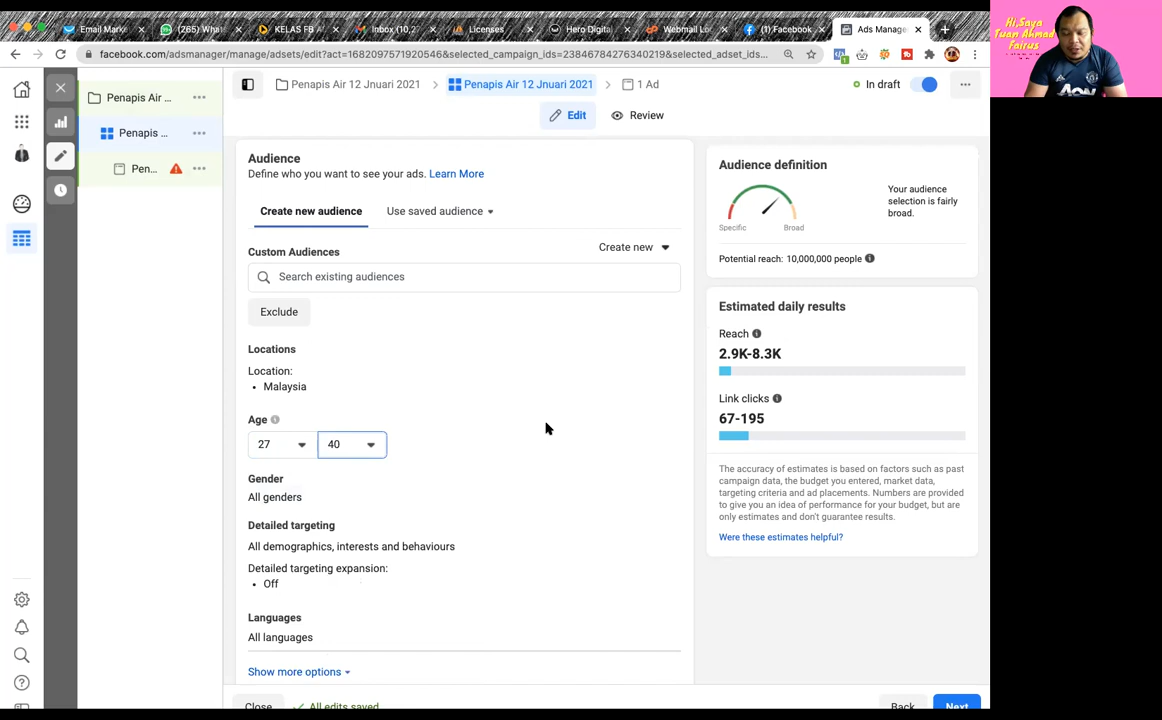 Email Marke
(265) What
KELAS FB
Inbox (10,2
Licenses
Hero Digital
Webmail Lo
(1) Facebook
Ads Manage
facebook.com/adsmanager/manage/adsets/edit?act=1682097571920546&selected_campaign_ids=23846784276340219&selected_adset_ids...
Hi,Saya
Tuan Ahmad
Fairus
AON
Penapis Air ...
Penapis ...
Pen...
Penapis Air 12 Jnuari 2021
Penapis Air 12 Jnuari 2021
1 Ad
In draft
Edit
Review
Audience
Define who you want to see your ads. Learn More
Create new audience
Use saved audience
Custom Audiences
Create new
Search existing audiences
Exclude
Locations
Location:
• Malaysia
Age
27
40
Gender
All genders
Detailed targeting
All demographics, interests and behaviours
Detailed targeting expansion:
• Off
Languages
All languages
Show more options
Close
All edits saved
Back
Next
Audience definition
Specific
Broad
Your audience
selection is fairly
broad.
Potential reach: 10,000,000 people
Estimated daily results
Reach
2.9K-8.3K
Link clicks
67-195
The accuracy of estimates is based on factors such as past
campaign data, the budget you entered, market data,
targeting criteria and ad placements. Numbers are provided
to give you an idea of performance for your budget, but are
only estimates and don't guarantee results.
Were these estimates helpful?